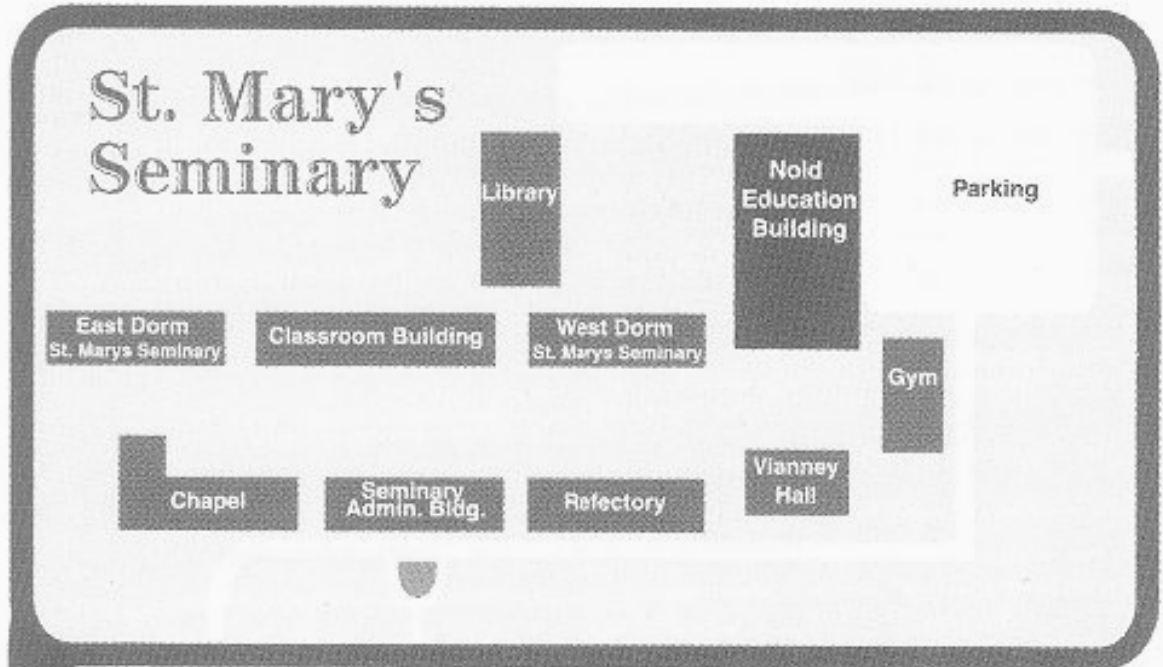 St. Mary's
Seminary
Library
Nold
Education
Building
Parking
East Dorm
St. Marys Seminary
Classroom Building
West Dorm
St. Marys Seminary
Gym
Chapel
Seminary
Admin. Bldg.
Refectory
Vianney
Hall